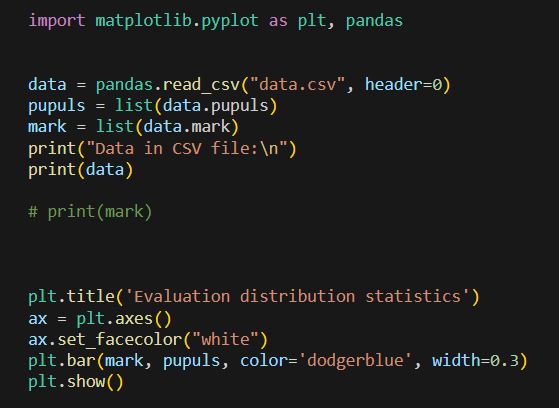 import matplotlib.pyplot as plt, pandas
data = pandas.read_csv("data.csv", header=0)
pupuls = list(data.pupuls)
mark = list(data.mark)
print("Data in CSV file:\n")
print(data)
# print(mark)
plt.title('Evaluation distribution statistics')
ax = plt.axes()
ax.set_facecolor("white")
plt.bar(mark, pupuls, color='dodgerblue', width=0.3)
plt.show()